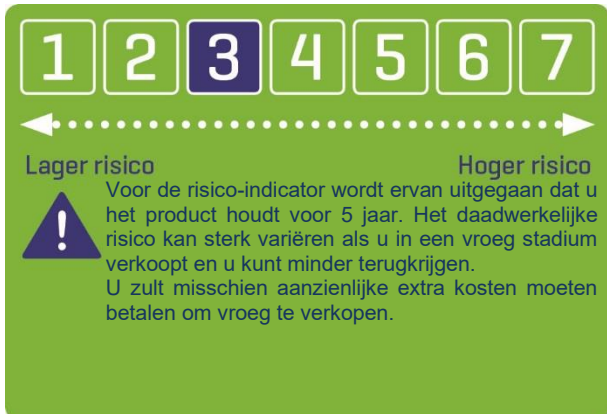 1 2 3 4 5 6 7
Lager risico Hoger risico
Voor de risico-indicator wordt ervan uitgegaan dat u
het product houdt voor 5 jaar. Het daadwerkelijke
risico kan sterk variëren als u in een vroeg stadium
verkoopt en u kunt minder terugkrijgen.
U zult misschien aanzienlijke extra kosten moeten
betalen om vroeg te verkopen.